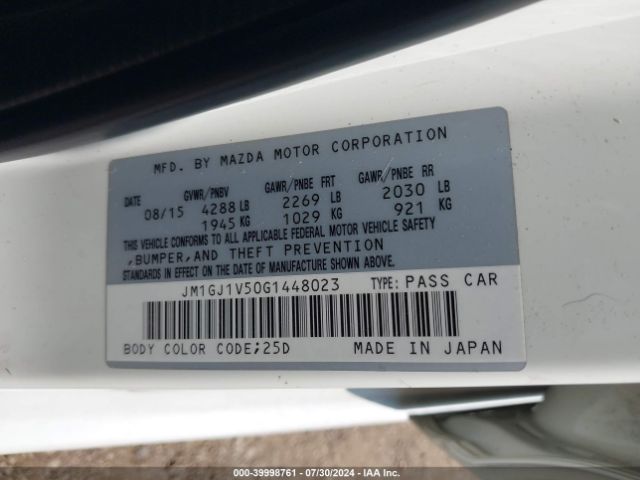 MFD. BY MAZDA MOTOR CORPORATION
DATE GVWR/PNBV GAWR/PNBE FRT GAWR/PNBE RR
08/15 4288 LB 2269 LB 2030 LB
1945 KG 1029 KG 921 KG
THIS VEHICLE CONFORMS TO ALL APPLICABLE FEDERAL MOTOR VEHICLE SAFETY
,BUMPER,AND THEFT PREVENTION
STANDARDS IN EFFECT ON THE DATE OF MANUFACTURE SHOWN ABOVE.
JM1GJ1V50G1448023 TYPE: PASS CAR
BODY COLOR CODE;25D MADE IN JAPAN
000-39998761 - 07/30/2024 - IAA Inc.